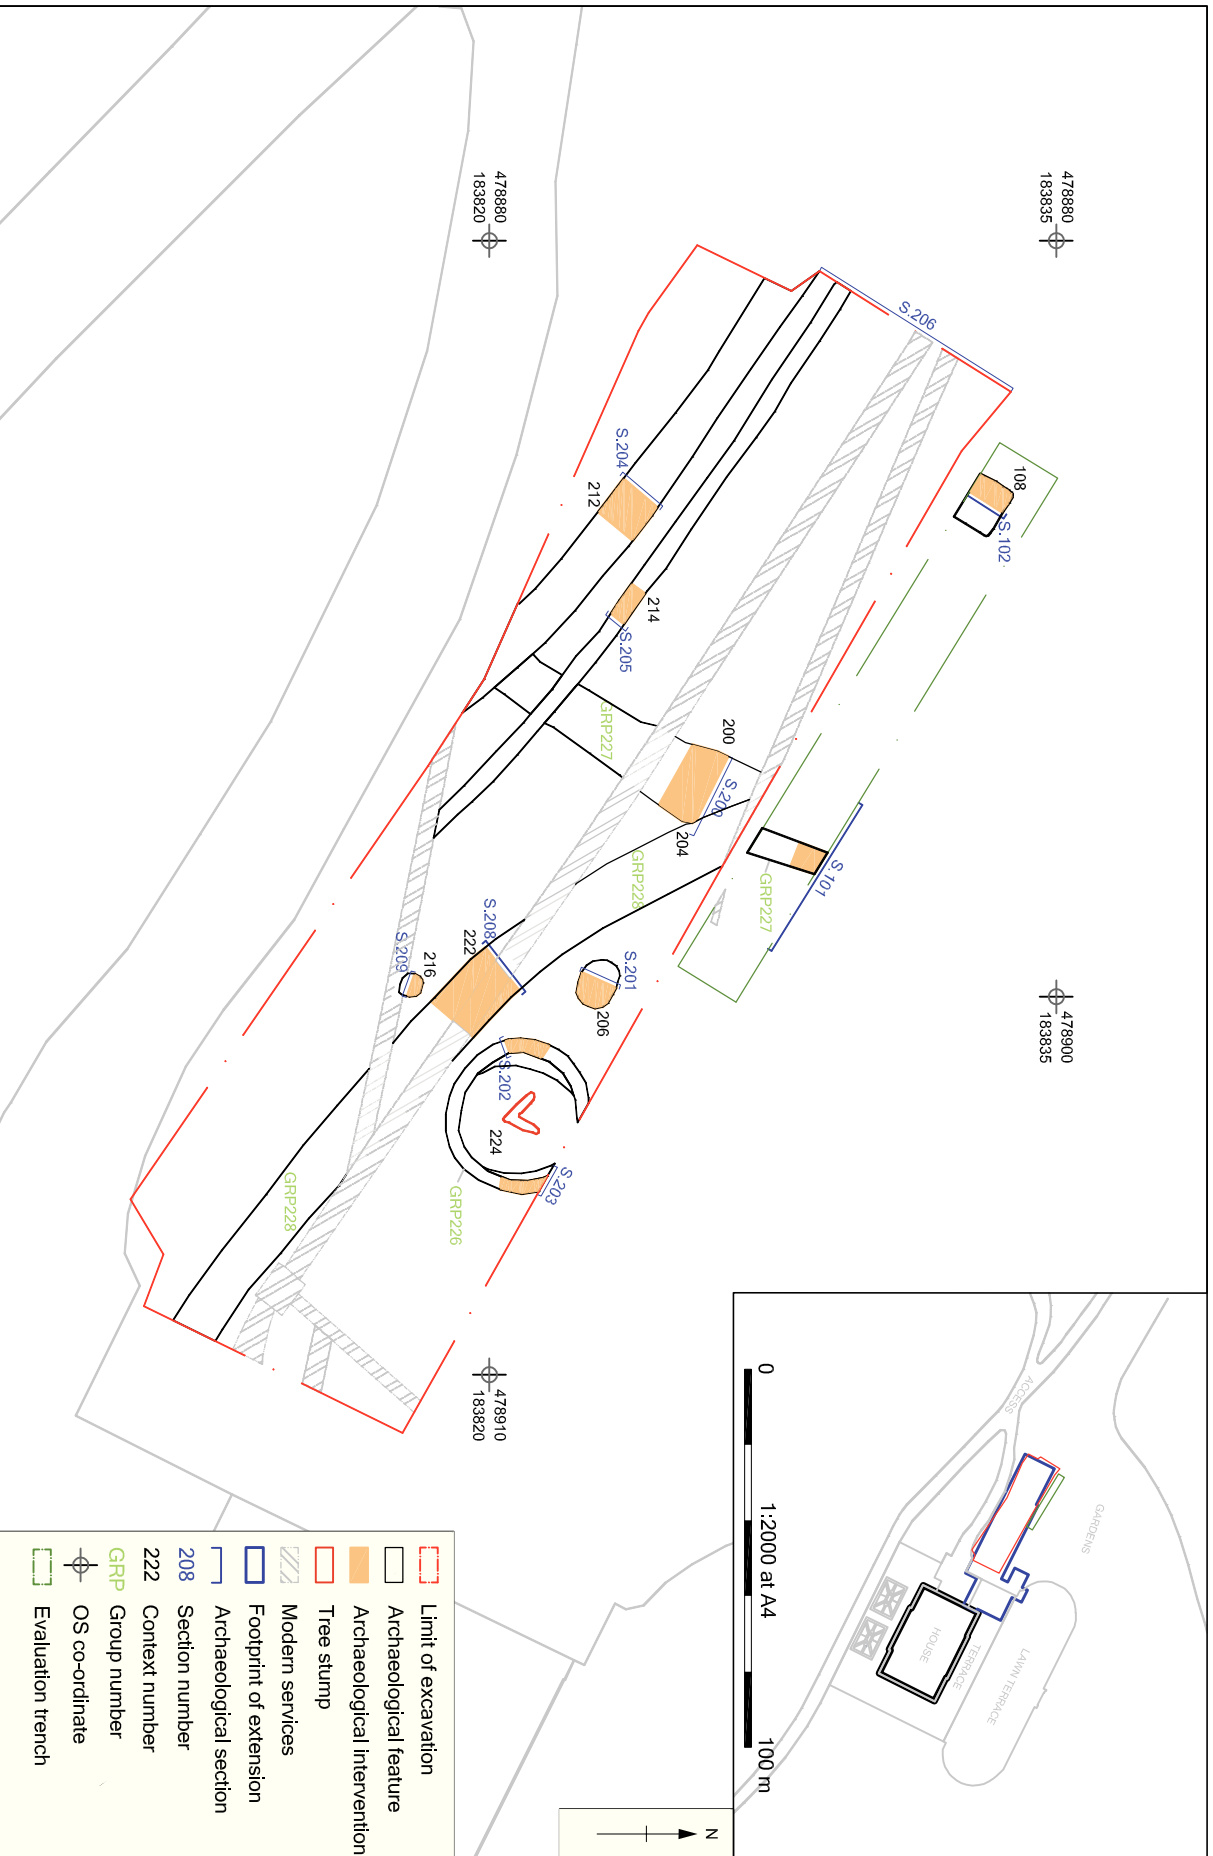 478880
183835
478880
183820
S.206
108
S.102
S.204
212
214
S.205
GRP227
200
S.200
204
GRP228
S.101
GRP227
S.208
222
S.209
216
S.201
206
478900
183835
S.202
224
S.203
GRP226
GRP228
478910
183820
ACCESS
GARDENS
HOUSE
TERRACE
LAWN TERRACE
0
1:2000 at A4
100 m
N
Limit of excavation
Archaeological feature
Archaeological intervention
Tree stump
Modern services
Footprint of extension
Archaeological section
208 Section number
222 Context number
GRP Group number
OS co-ordinate
Evaluation trench